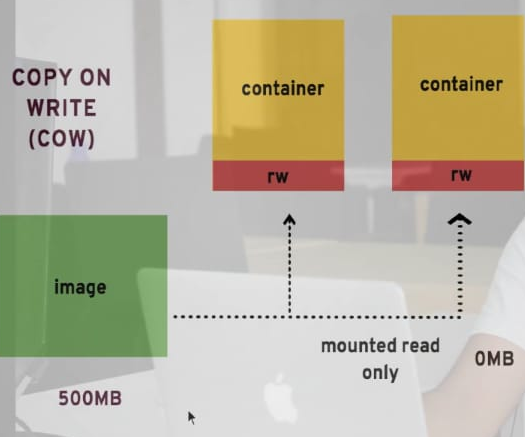 COPY ON
WRITE
(COW)
container
container
rw
rw
image
mounted read
only
0MB
500MB